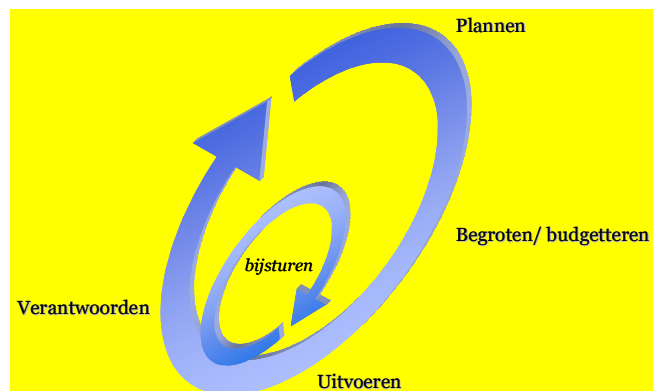 Plannen
Begroten/ budgetteren
bijsturen
Verantwoorden
Uitvoeren